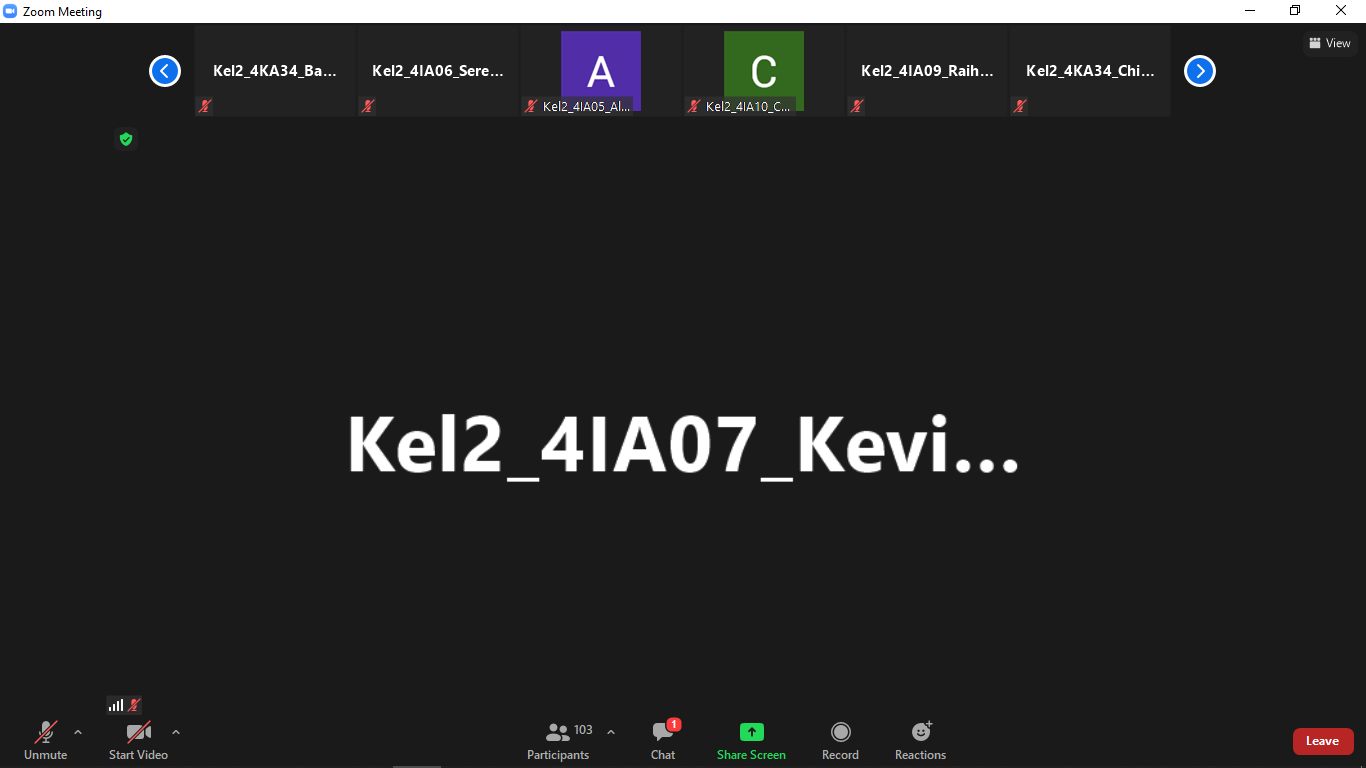 Zoom Meeting
View
Kel2_4KA34_Ba...
Kel2_4IA06_Sere...
A
Kel2_4IA05_Al...
C
Kel2_4IA10_C...
Kel2_4IA09_Raih...
Kel2_4KA34_Chi...
Kel2_4IA07_Kevi...
Unmute
Start Video
Participants
103
Chat
1
Share Screen
Record
Reactions
Leave